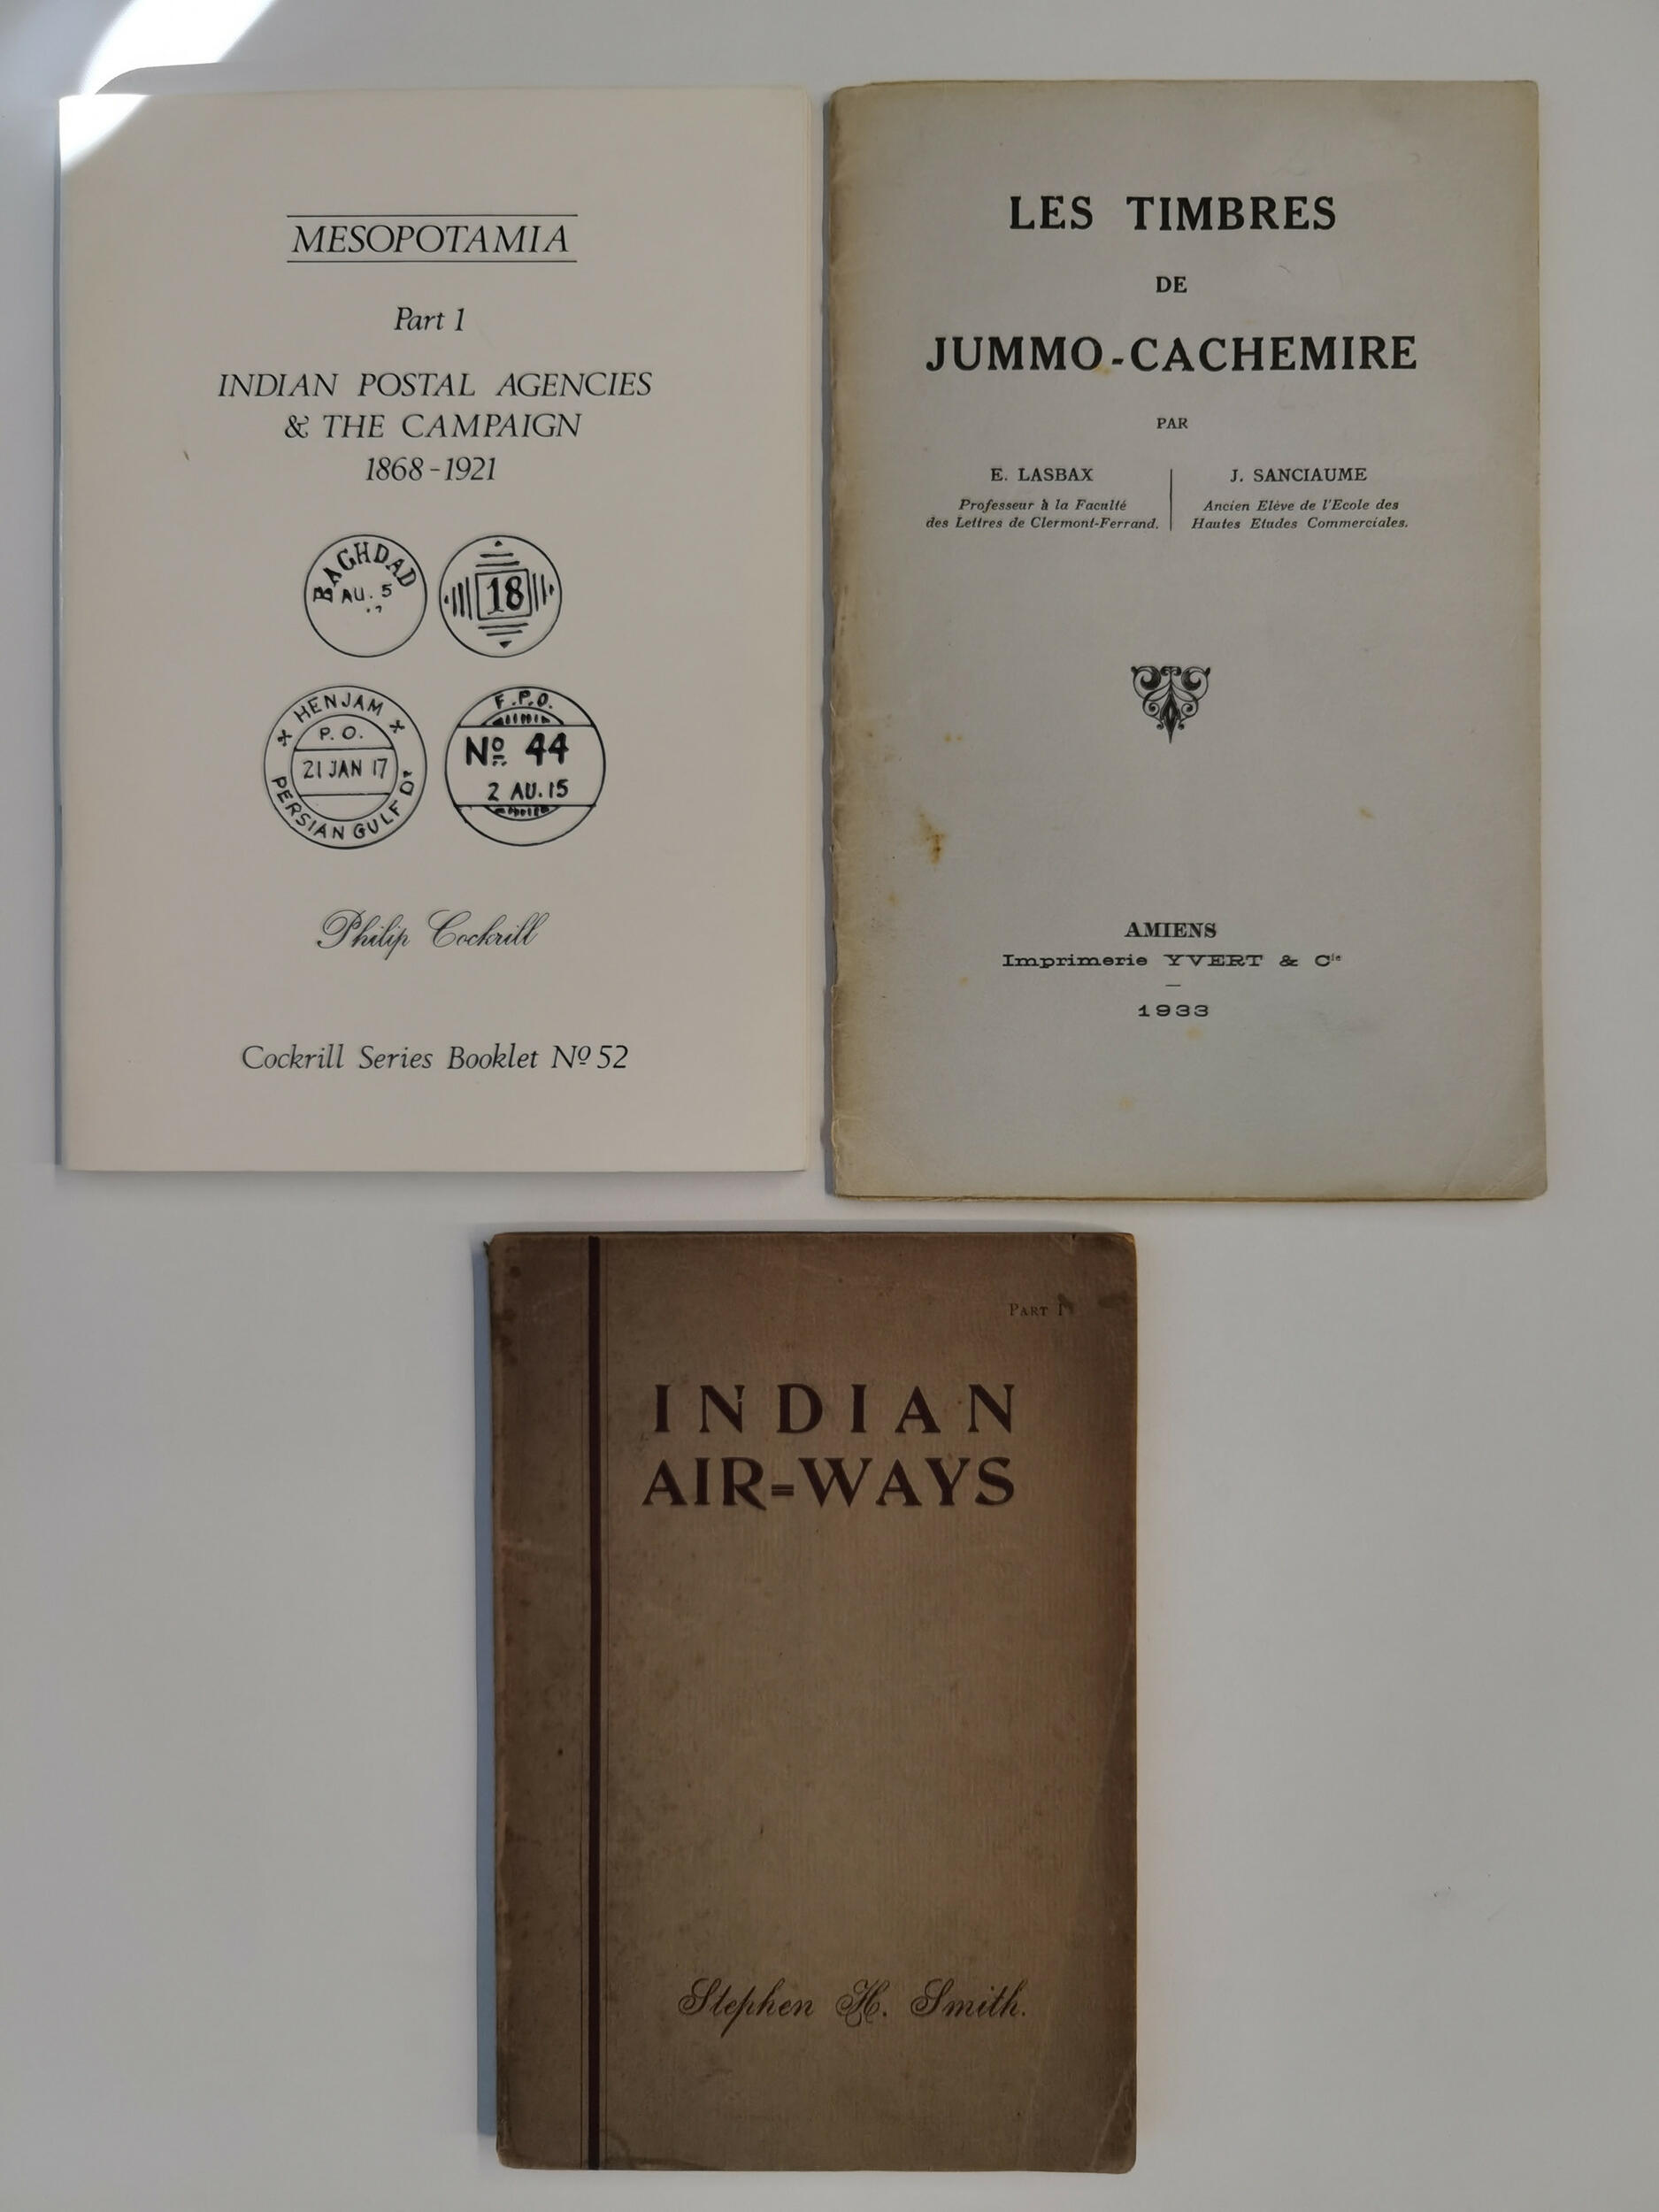 MESOPOTAMIA
Part 1
INDIAN POSTAL AGENCIES
& THE CAMPAIGN
1868-1921
BAGHDAD
AU. 5
18
HENJAM
P. O.
21 JAN 17
PERSIAN GULF Dn
F.P.O.
No 44
2 AU. 15
Philip Cockrill
Cockrill Series Booklet No 52
LES TIMBRES
DE
JUMMO-CACHEMIRE
PAR
E. LASBAX
Professeur à la Faculté
des Lettres de Clermont-Ferrand.
J. SANCIAUME
Ancien Elève de l'Ecole des
Hautes Etudes Commerciales.
AMIENS
Imprimerie YVERT & Cie
1933
PART I
INDIAN
AIR=WAYS
Stephen H. Smith.